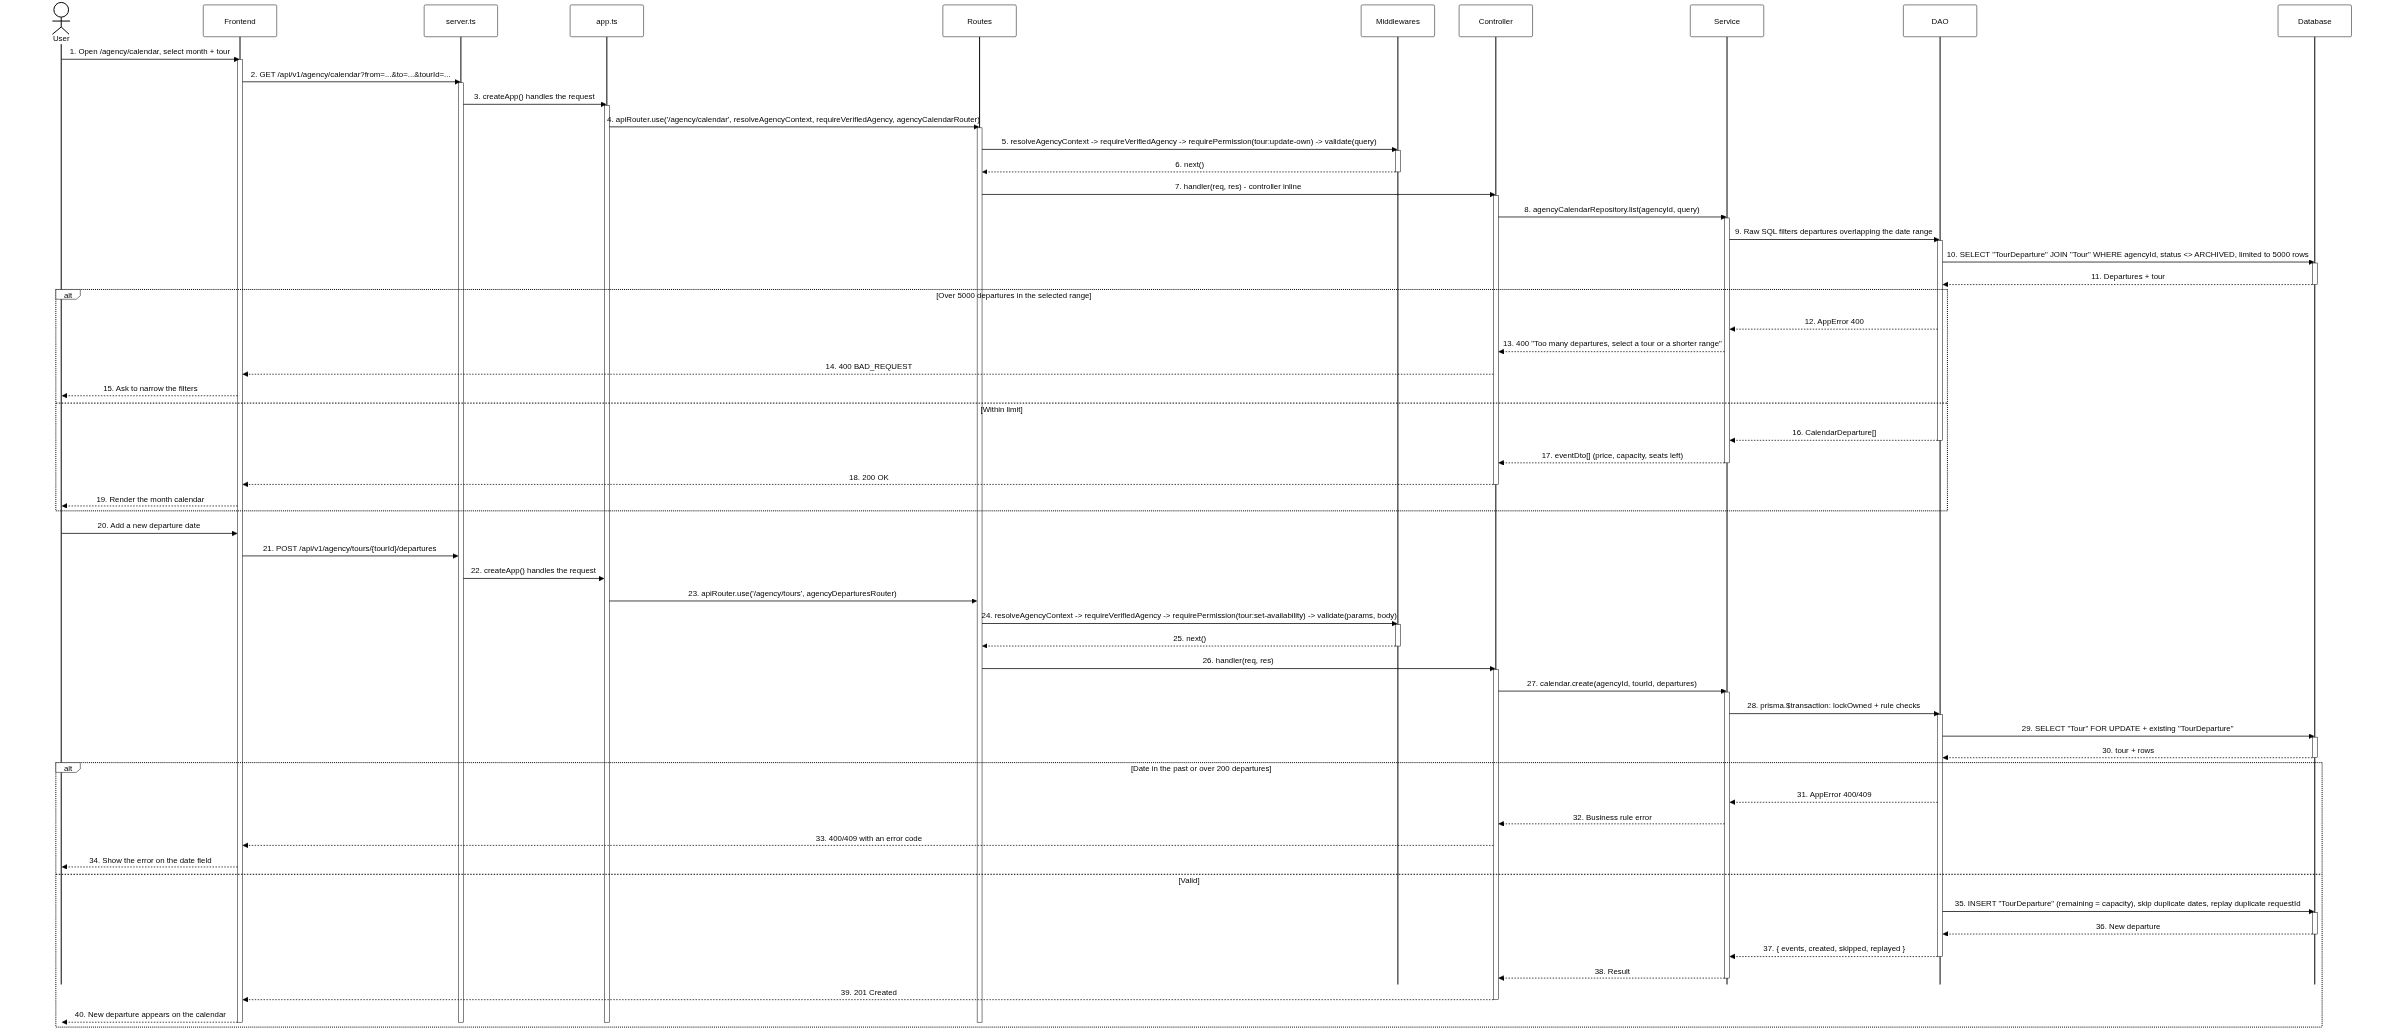 User
Frontend
server.ts
app.ts
Routes
Middlewares
Controller
Service
DAO
Database
1. Open /agency/calendar, select month + tour
2. GET /api/v1/agency/calendar?from=...&to=...&tourId=...
3. createApp() handles the request
4. apiRouter.use('/agency/calendar', resolveAgencyContext, requireVerifiedAgency, agencyCalendarRouter)
5. resolveAgencyContext -> requireVerifiedAgency -> requirePermission(tour:update-own) -> validate(query)
6. next()
7. handler(req, res) - controller inline
8. agencyCalendarRepository.list(agencyId, query)
9. Raw SQL filters departures overlapping the date range
10. SELECT "TourDeparture" JOIN "Tour" WHERE agencyId, status <> ARCHIVED, limited to 5000 rows
11. Departures + tour
alt
[Over 5000 departures in the selected range]
12. AppError 400
13. 400 "Too many departures, select a tour or a shorter range"
14. 400 BAD_REQUEST
15. Ask to narrow the filters
[Within limit]
16. CalendarDeparture[]
17. eventDto[] (price, capacity, seats left)
18. 200 OK
19. Render the month calendar
20. Add a new departure date
21. POST /api/v1/agency/tours/{tourId}/departures
22. createApp() handles the request
23. apiRouter.use('/agency/tours', agencyDeparturesRouter)
24. resolveAgencyContext -> requireVerifiedAgency -> requirePermission(tour:set-availability) -> validate(params, body)
25. next()
26. handler(req, res)
27. calendar.create(agencyId, tourId, departures)
28. prisma.$transaction: lockOwned + rule checks
29. SELECT "Tour" FOR UPDATE + existing "TourDeparture"
30. tour + rows
alt
[Date in the past or over 200 departures]
31. AppError 400/409
32. Business rule error
33. 400/409 with an error code
34. Show the error on the date field
[Valid]
35. INSERT "TourDeparture" (remaining = capacity), skip duplicate dates, replay duplicate requestId
36. New departure
37. { events, created, skipped, replayed }
38. Result
39. 201 Created
40. New departure appears on the calendar